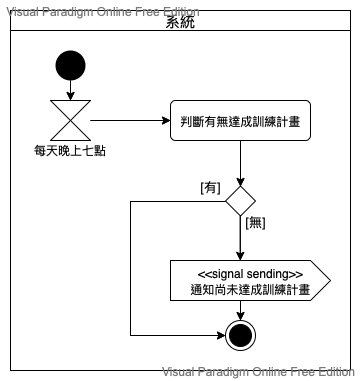 Visual Paradigm Online Free Edition
系統
每天晚上七點
判斷有無達成訓練計畫
[有]
[無]
<<signal sending>>
通知尚未達成訓練計畫
Visual Paradigm Online Free Edition